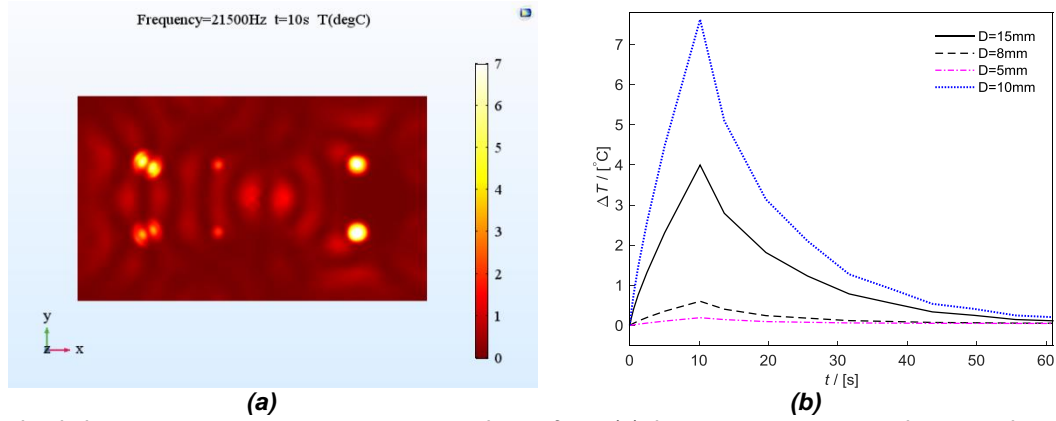 Frequency=21500Hz t=10s T(degC)
7
6
5
4
3
2
1
0
y
z
x
(a)
7
6
5
4
3
2
1
0
ΔT / [°C]
D=15mm
D=8mm
D=5mm
D=10mm
0 10 20 30 40 50 60
t / [s]
(b)